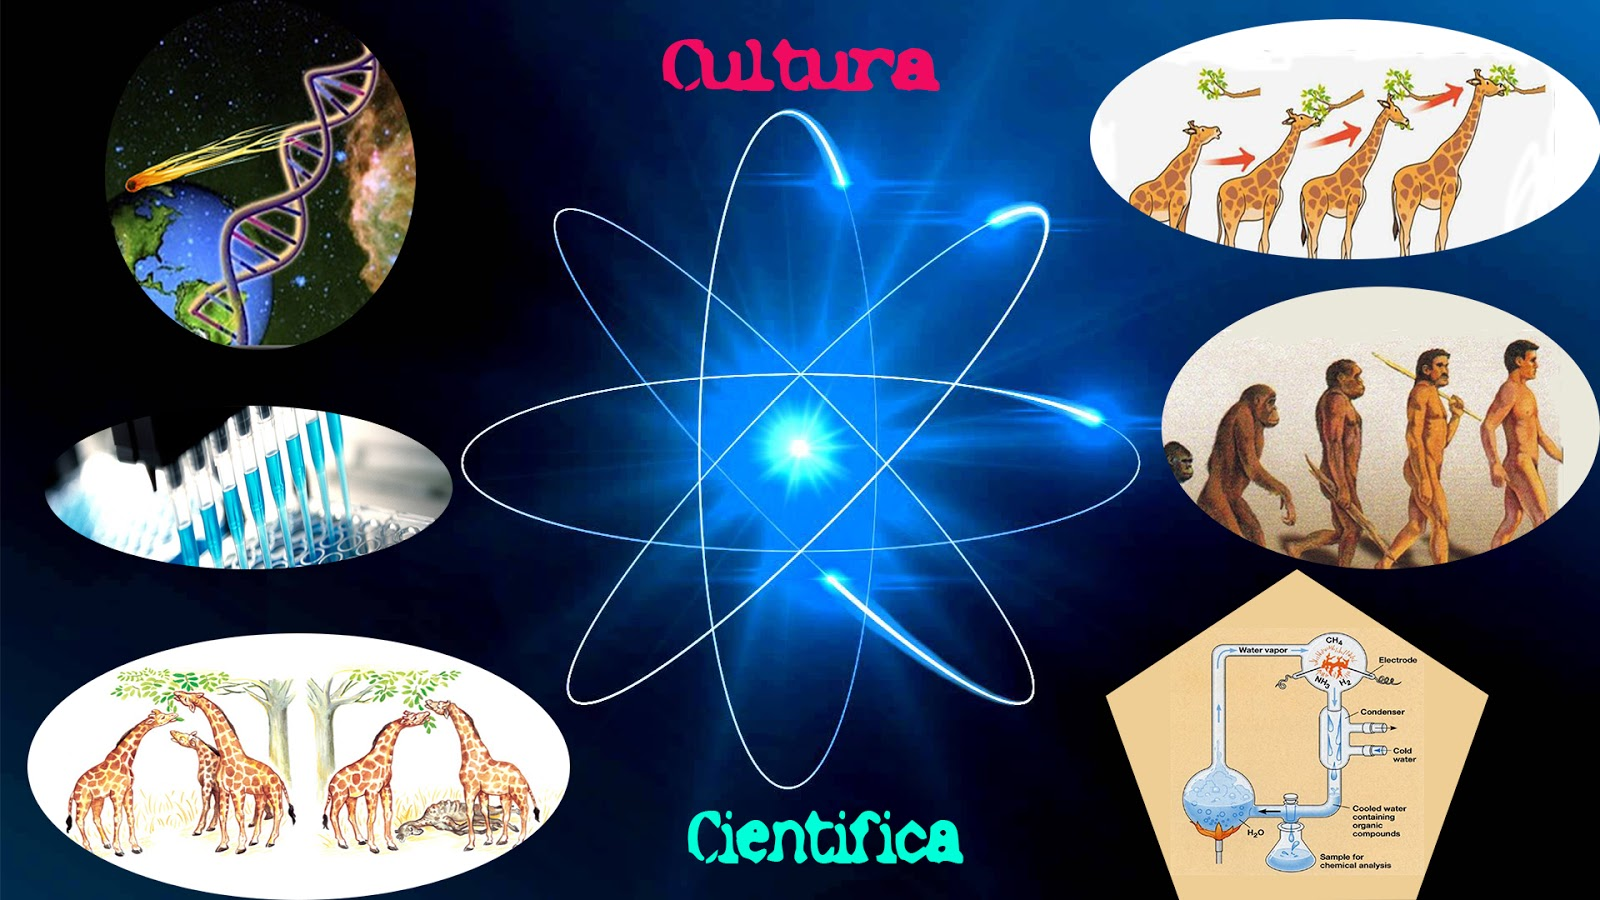 Cultura
CH4
Water vapor
Electrode
NH3 H2
Condenser
Cold
water
Cooled water
containing
organic
compounds
H2O
Sample for
chemical analysis
Cientifica